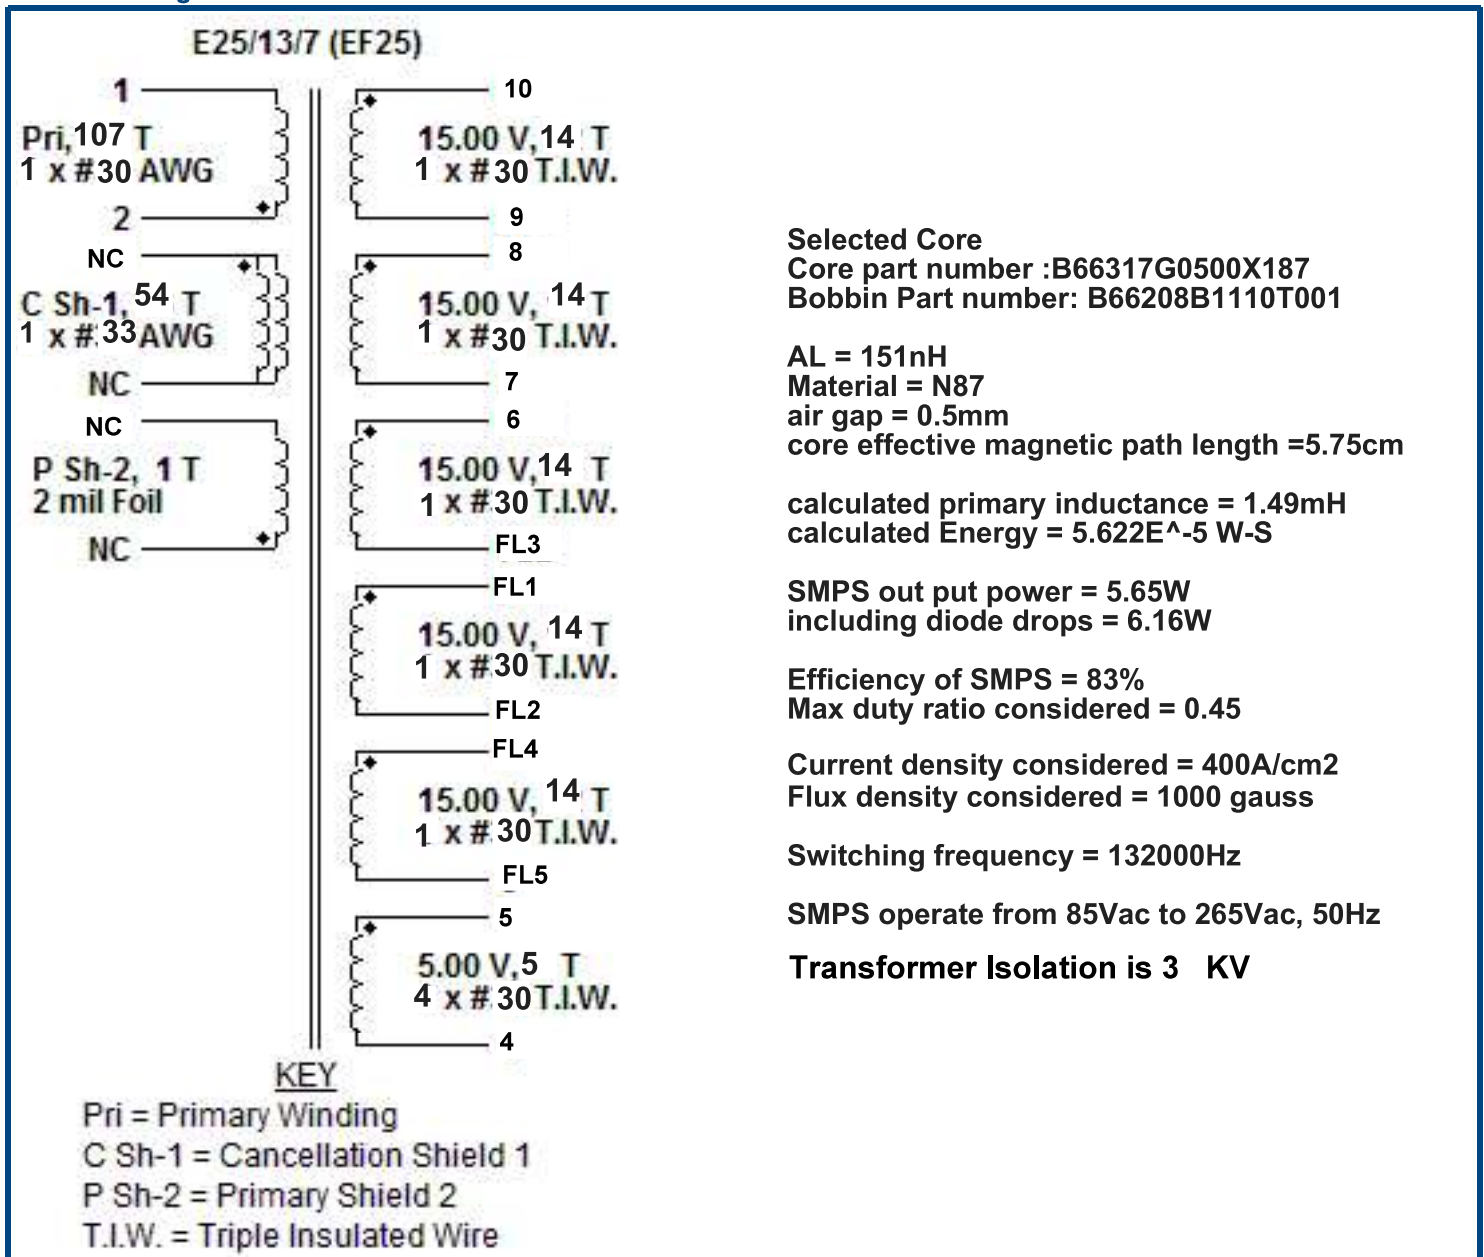 E25/13/7 (EF25)
1
Pri,107 T
1 x #30 AWG
2
NC
C Sh-1, 54 T
1 x #33 AWG
NC
NC
P Sh-2, 1 T
2 mil Foil
NC
10
15.00 V,14 T
1 x #30 T.I.W.
9
8
15.00 V, 14 T
1 x #30 T.I.W.
7
6
15.00 V,14 T
1 x #30 T.I.W.
FL3
FL1
15.00 V, 14 T
1 x #30 T.I.W.
FL2
FL4
15.00 V, 14 T
1 x #30 T.I.W.
FL5
5
5.00 V,5 T
4 x #30 T.I.W.
4
KEY
Pri = Primary Winding
C Sh-1 = Cancellation Shield 1
P Sh-2 = Primary Shield 2
T.I.W. = Triple Insulated Wire
Selected Core
Core part number :B66317G0500X187
Bobbin Part number: B66208B1110T001
AL = 151nH
Material = N87
air gap = 0.5mm
core effective magnetic path length =5.75cm
calculated primary inductance = 1.49mH
calculated Energy = 5.622E^-5 W-S
SMPS out put power = 5.65W
including diode drops = 6.16W
Efficiency of SMPS = 83%
Max duty ratio considered = 0.45
Current density considered = 400A/cm2
Flux density considered = 1000 gauss
Switching frequency = 132000Hz
SMPS operate from 85Vac to 265Vac, 50Hz
Transformer Isolation is 3 KV